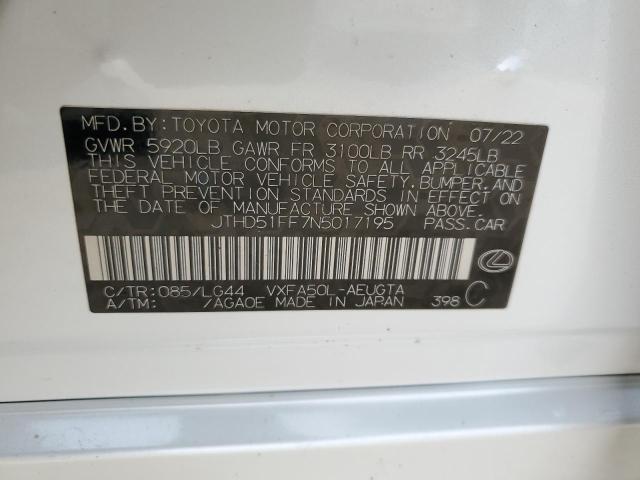 MFD.BY:TOYOTA MOTOR CORPORATION 07/22
GVWR 5920LB GAWR FR 3100LB RR 3245LB
THIS VEHICLE CONFORMS TO ALL APPLICABLE
FEDERAL MOTOR VEHICLE SAFETY,BUMPER,AND
THEFT PREVENTION STANDARDS IN EFFECT ON
THE DATE OF MANUFACTURE SHOWN ABOVE.
JTHD51FF7N5017195 PASS.CAR
C/TR:085/LG44 VXFA50L-AEUGTA
A/TM: /AGA0E MADE IN JAPAN 398 C